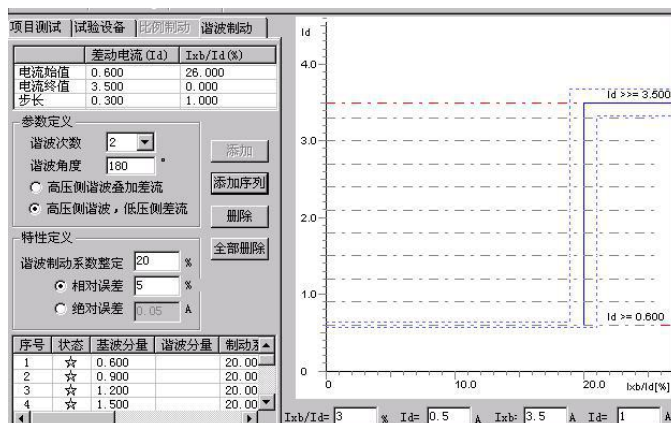 项目测试 试验设备 比例制动 谐波制动
差动电流(Id) Ixb/Id(%)
电流始值 0.600 26.000
电流终值 3.500 0.000
步长 0.300 1.000
参数定义
谐波次数 2
谐波角度 180 °
高压侧谐波叠加差流
高压侧谐波，低压侧差流
添加
添加序列
删除
全部删除
特性定义
谐波制动系数整定 20 %
相对误差 5 %
绝对误差 0.05 A
序号 状态 基波分量 谐波分量 制动系
1 ☆ 0.600 20.00
2 ☆ 0.900 20.00
3 ☆ 1.200 20.00
4 ☆ 1.500 20.00
Id
4.0
3.0
2.0
1.0
0
0 10.0 20.0 Ixb/Id[%]
Id >>= 3.500
Id >= 0.600
Ixb/Id= 3 % Id= 0.5 A Ixb: 3.5 A Id= 1 A